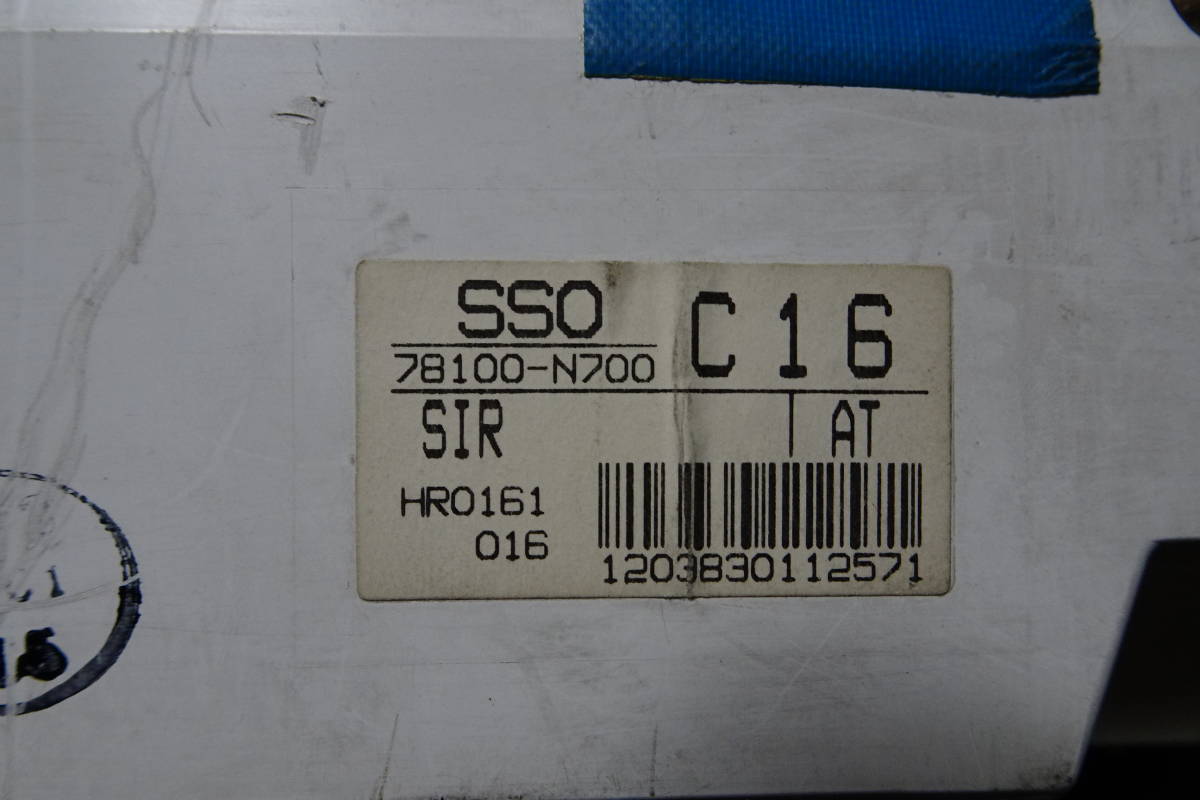 SSO
78100-N700
C16
SIR
AT
HR0161
016
1203830112571